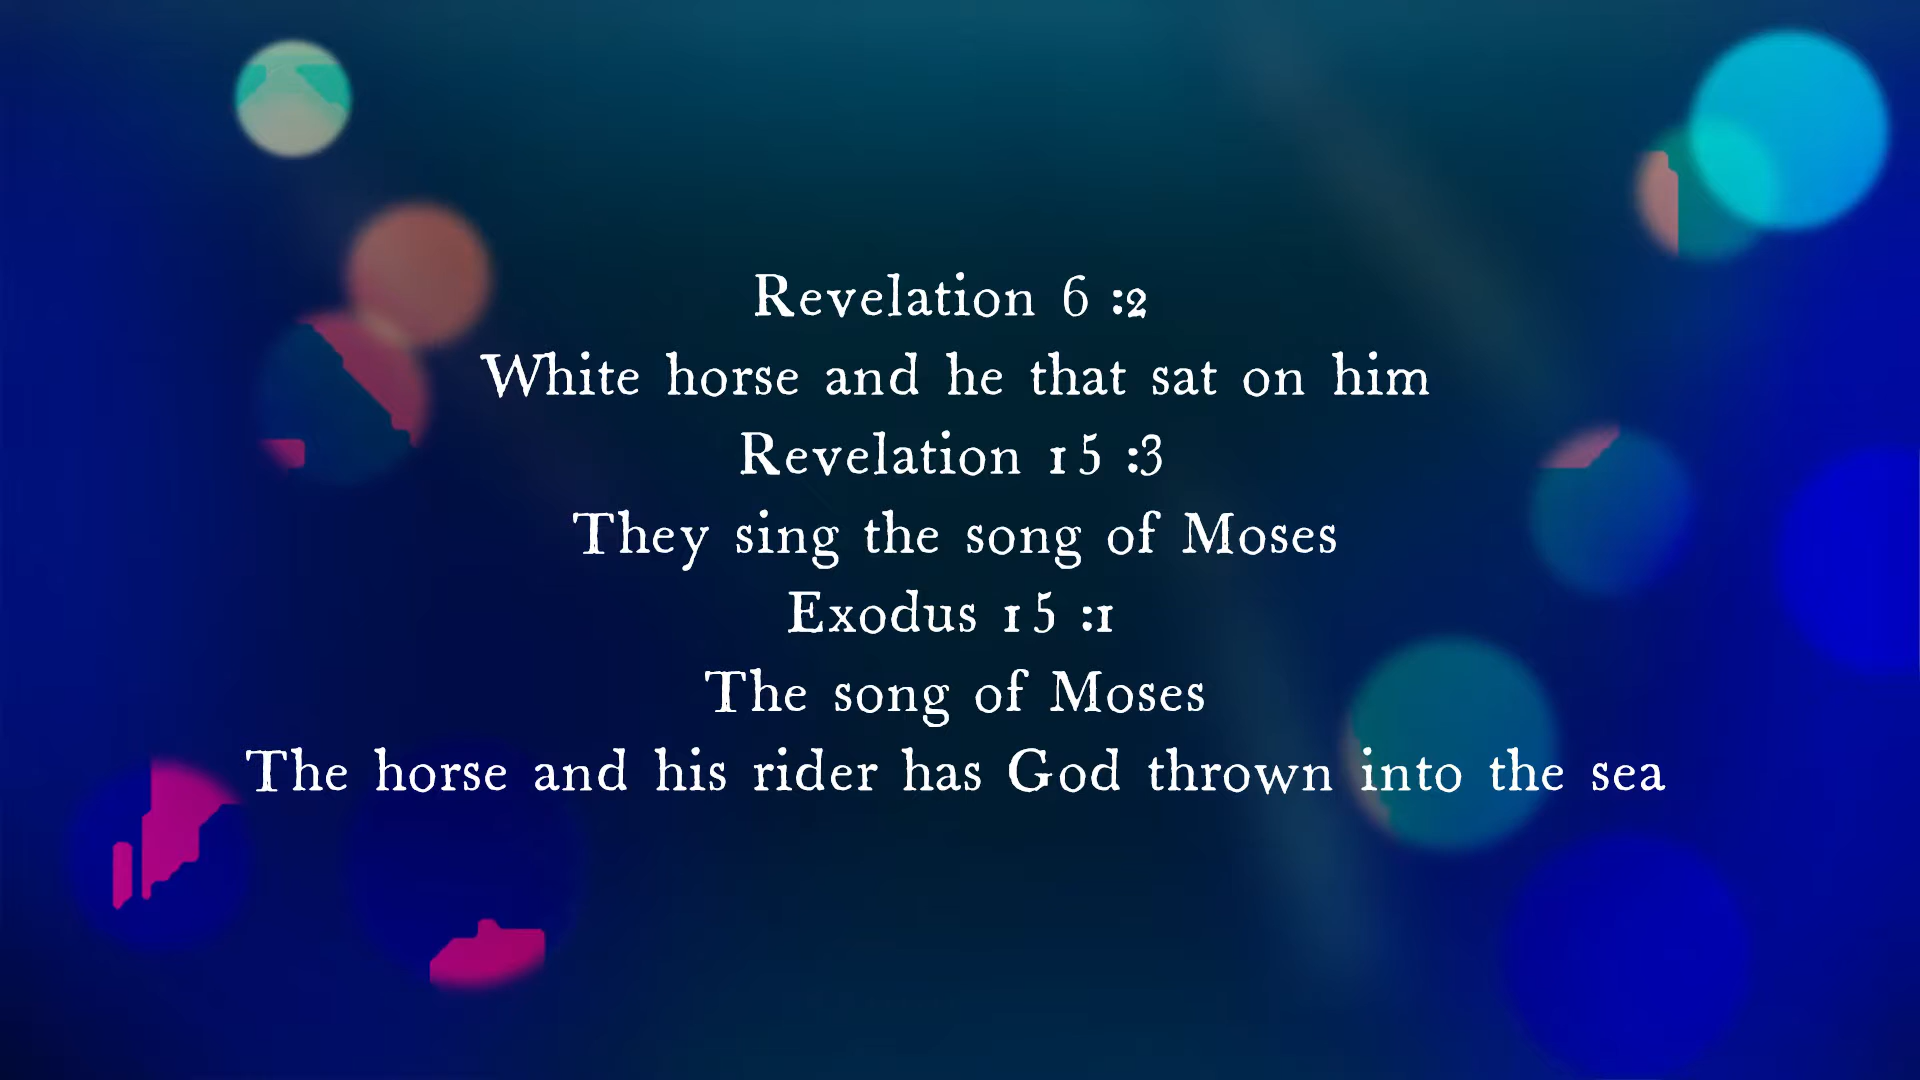 Revelation 6 :2
White horse and he that sat on him
Revelation 15 :3
They sing the song of Moses
Exodus 15 :1
The song of Moses
The horse and his rider has God thrown into the sea